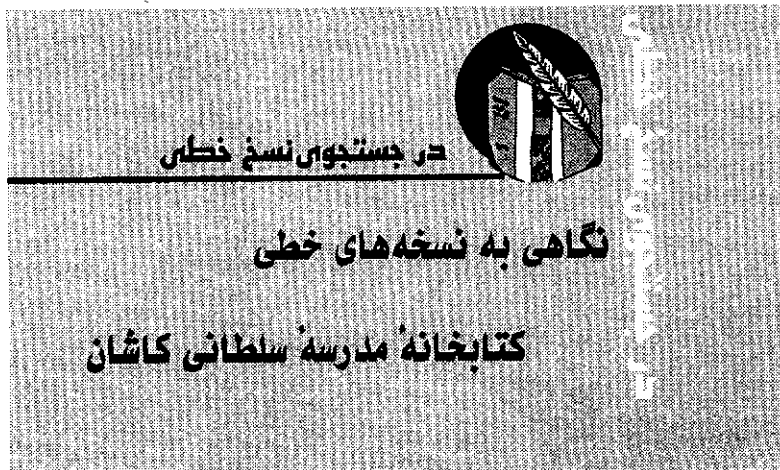 در جستجوی نسخ خطی
نگاهی به نسخه‌های خطی
کتابخانهٔ مدرسهٔ سلطانی کاشان